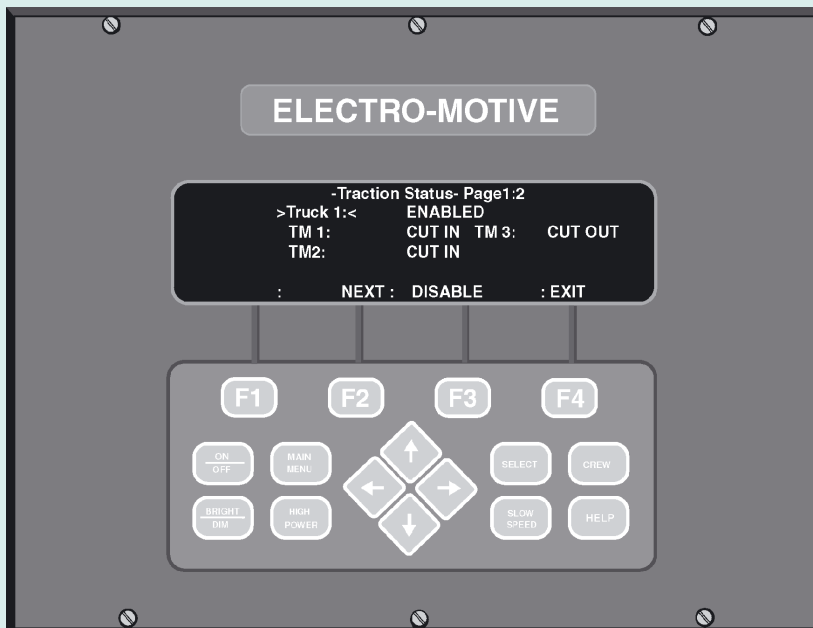 ELECTRO-MOTIVE
-Traction Status- Page1:2
>Truck 1:< ENABLED
TM 1: CUT IN TM 3: CUT OUT
TM2: CUT IN
: NEXT : DISABLE : EXIT
F1 F2 F3 F4
ON
OFF
MAIN
MENU
SELECT
CREW
BRIGHT
DIM
HIGH
POWER
SLOW
SPEED
HELP